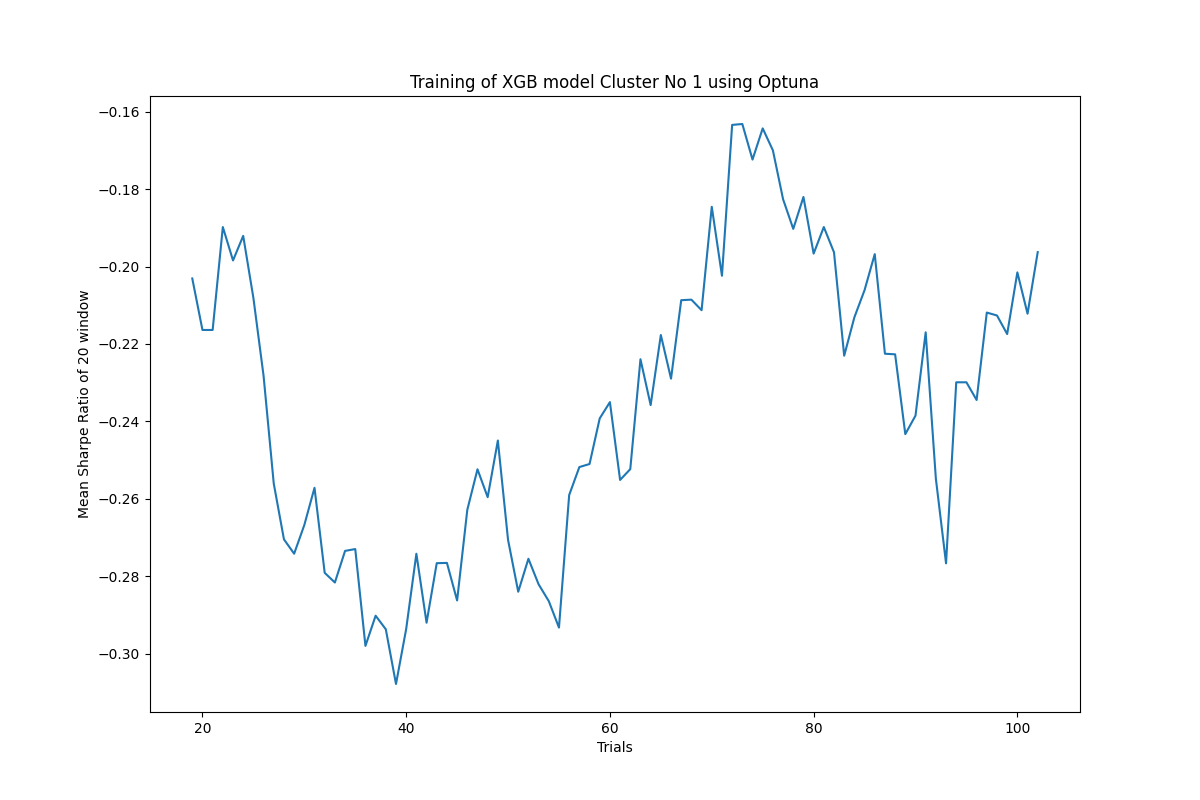 Training of XGB model Cluster No 1 using Optuna
Mean Sharpe Ratio of 20 window
−0.16
−0.18
−0.20
−0.22
−0.24
−0.26
−0.28
−0.30
20 40 60 80 100
Trials